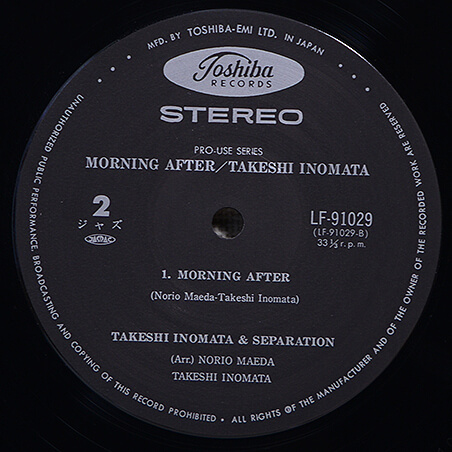 MFD. BY TOSHIBA-EMI LTD. IN JAPAN
Toshiba
RECORDS
STEREO
PRO-USE SERIES
MORNING AFTER/TAKESHI INOMATA
2
ジャズ
LF-91029
(LF-91029-B)
33 ⅓ r. p. m.
1. MORNING AFTER
(Norio Maeda-Takeshi Inomata)
TAKESHI INOMATA & SEPARATION
(Arr.) NORIO MAEDA
TAKESHI INOMATA
UNAUTHORIZED PUBLIC PERFORMANCE, BROADCASTING AND COPYING OF THIS RECORD PROHIBITED • ALL RIGHTS OF THE MANUFACTURER AND OF THE OWNER OF THE RECORDED WORK ARE RESERVED